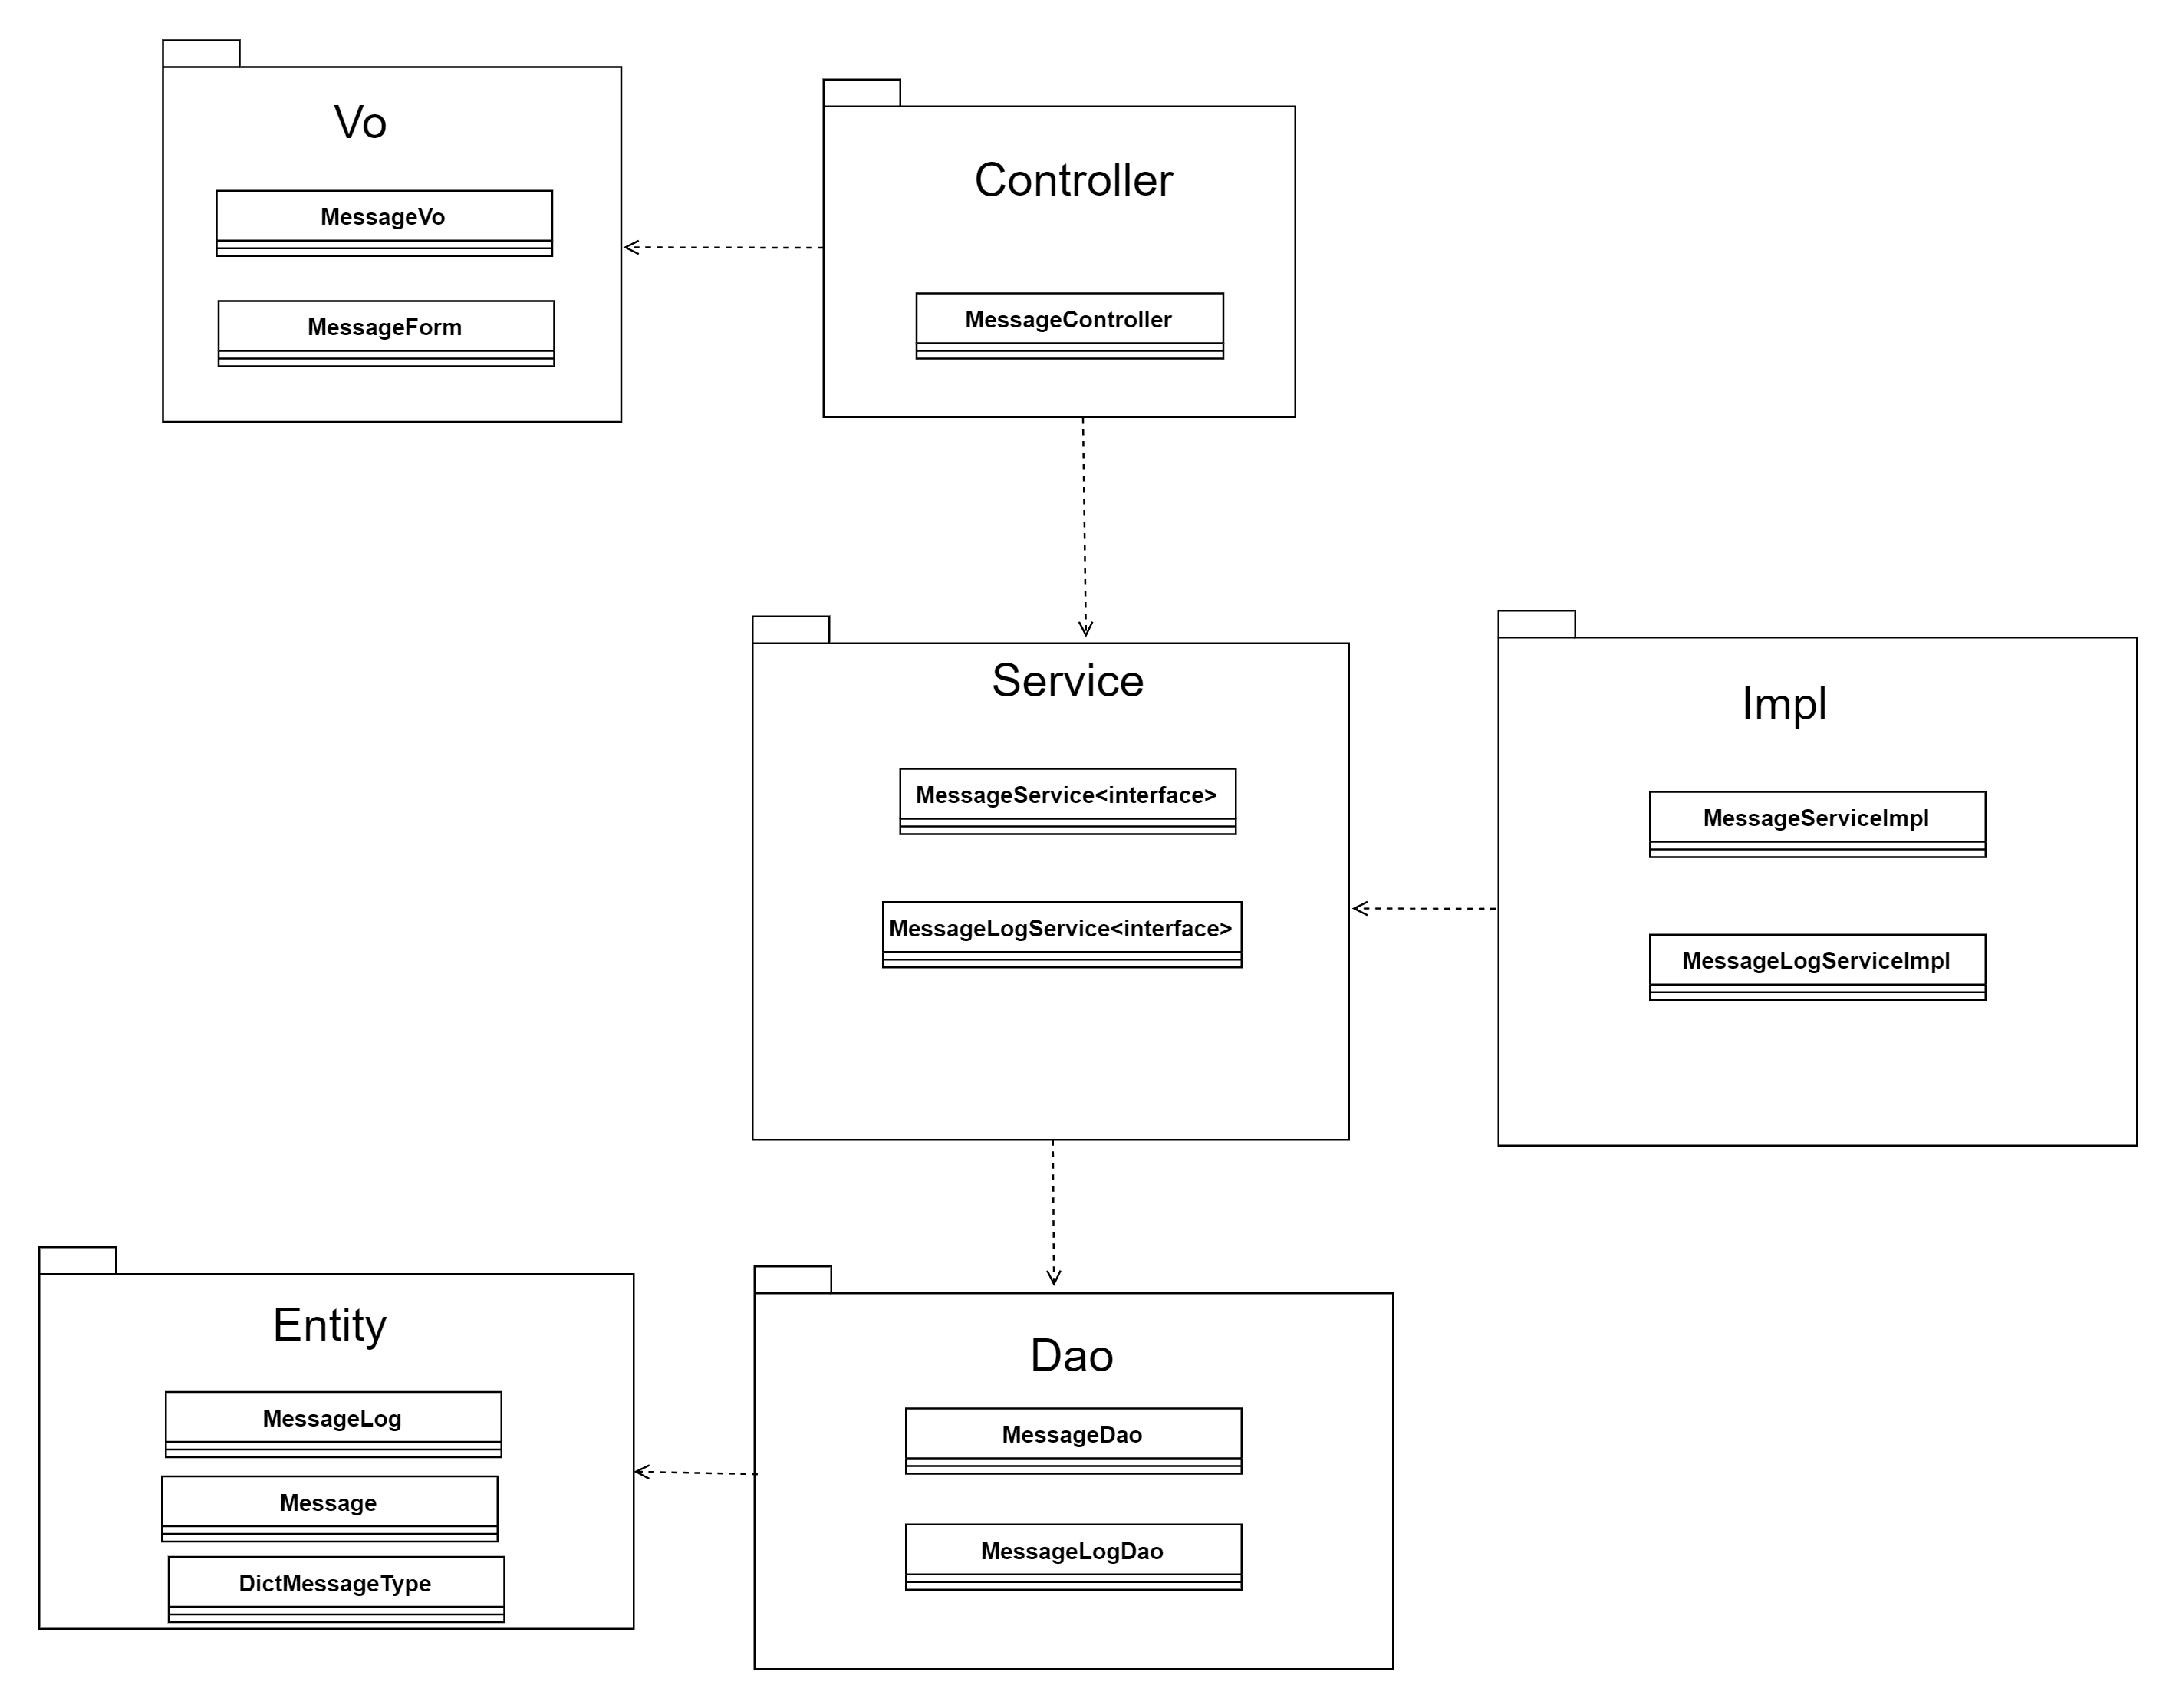 Vo
MessageVo
MessageForm
Controller
MessageController
Service
MessageService<interface>
MessageLogService<interface>
Impl
MessageServiceImpl
MessageLogServiceImpl
Entity
MessageLog
Message
DictMessageType
Dao
MessageDao
MessageLogDao